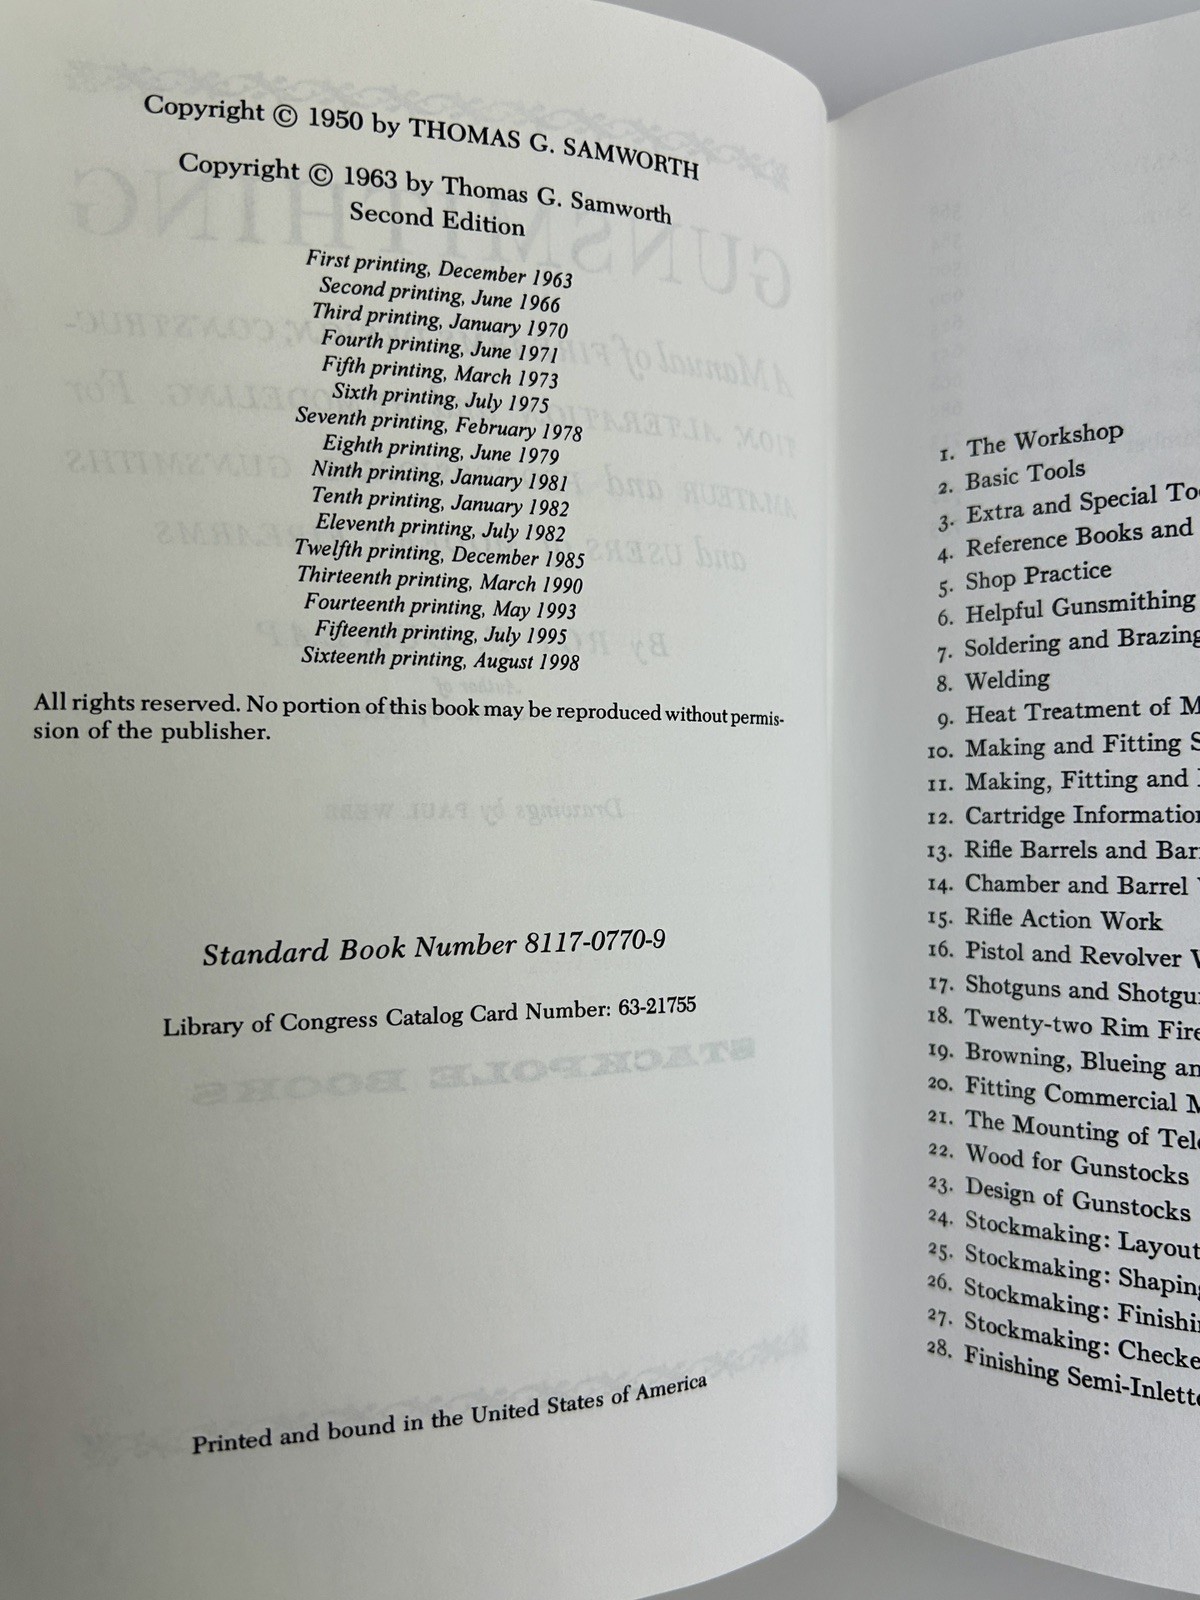 Copyright © 1950 by THOMAS G. SAMWORTH
Copyright © 1963 by Thomas G. Samworth
Second Edition
First printing, December 1963
Second printing, June 1966
Third printing, January 1970
Fourth printing, June 1971
Fifth printing, March 1973
Sixth printing, July 1975
Seventh printing, February 1978
Eighth printing, June 1979
Ninth printing, January 1981
Tenth printing, January 1982
Eleventh printing, July 1982
Twelfth printing, December 1985
Thirteenth printing, March 1990
Fourteenth printing, May 1993
Fifteenth printing, July 1995
Sixteenth printing, August 1998
All rights reserved. No portion of this book may be reproduced without permis-
sion of the publisher.
Standard Book Number 8117-0770-9
Library of Congress Catalog Card Number: 63-21755
Printed and bound in the United States of America
1. The Workshop
2. Basic Tools
3. Extra and Special
4. Reference Books and
5. Shop Practice
6. Helpful Gunsmithing
7. Soldering and Brazing
8. Welding
9. Heat Treatment of
10. Making and Fitting
11. Making, Fitting and
12. Cartridge Information
13. Rifle Barrels and
14. Chamber and Barrel
15. Rifle Action Work
16. Pistol and Revolver
17. Shotguns and
18. Twenty-two Rim Fire
19. Browning, Blueing
20. Fitting Commercial
21. The Mounting of
22. Wood for Gunstocks
23. Design of Gunstocks
24. Stockmaking: Layout
25. Stockmaking: Shaping
26. Stockmaking:
27. Stockmaking:
28. Finishing